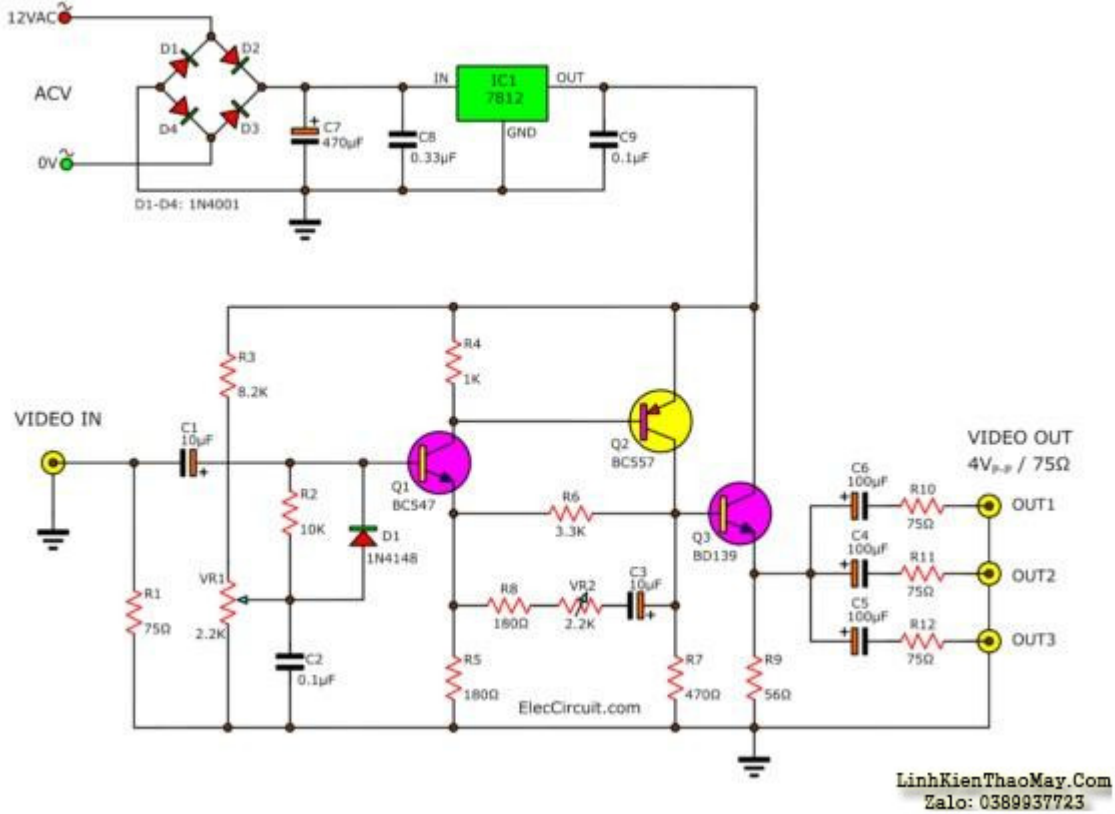 12VAC
D1
D2
ACV
D4
D3
0V
D1-D4: 1N4001
C7
470µF
C8
0.33µF
IN
IC1
7812
OUT
GND
C9
0.1µF
R3
8.2K
R4
1K
VIDEO IN
C1
10µF
Q1
BC547
Q2
BC557
R2
10K
D1
1N4148
R6
3.3K
Q3
BD139
VIDEO OUT
4Vp-p / 75Ω
C6
100µF
R10
75Ω
OUT1
C4
100µF
R11
75Ω
OUT2
C5
100µF
R12
75Ω
OUT3
R1
75Ω
VR1
2.2K
R8
180Ω
VR2
2.2K
C3
10µF
C2
0.1µF
R5
180Ω
R7
470Ω
R9
56Ω
ElecCircuit.com
LinhKienThaoMay.Com
Zalo: 0389937723